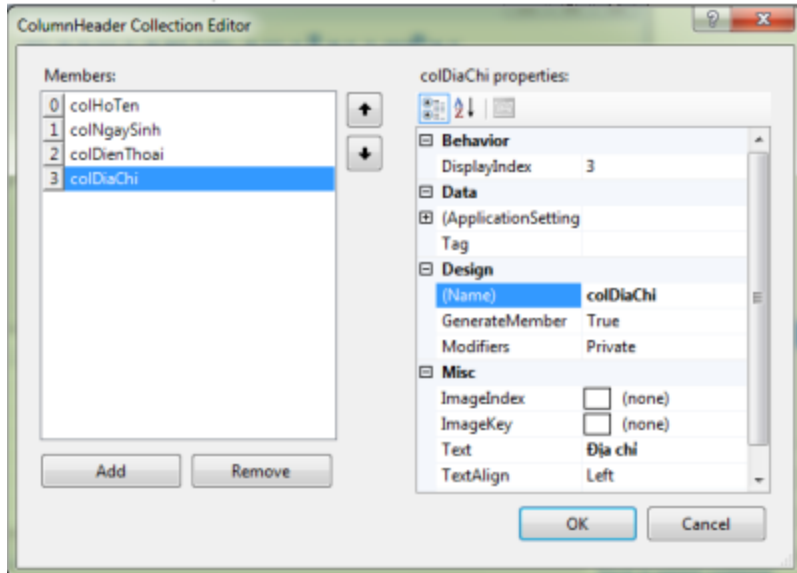 ColumnHeader Collection Editor
Members:
0 colHoTen
1 colNgaySinh
2 colDienThoai
3 colDiaChi
Add
Remove
colDiaChi properties:
Behavior
DisplayIndex 3
Data
(ApplicationSetting
Tag
Design
(Name) colDiaChi
GenerateMember True
Modifiers Private
Misc
ImageIndex (none)
ImageKey (none)
Text Địa chỉ
TextAlign Left
OK
Cancel